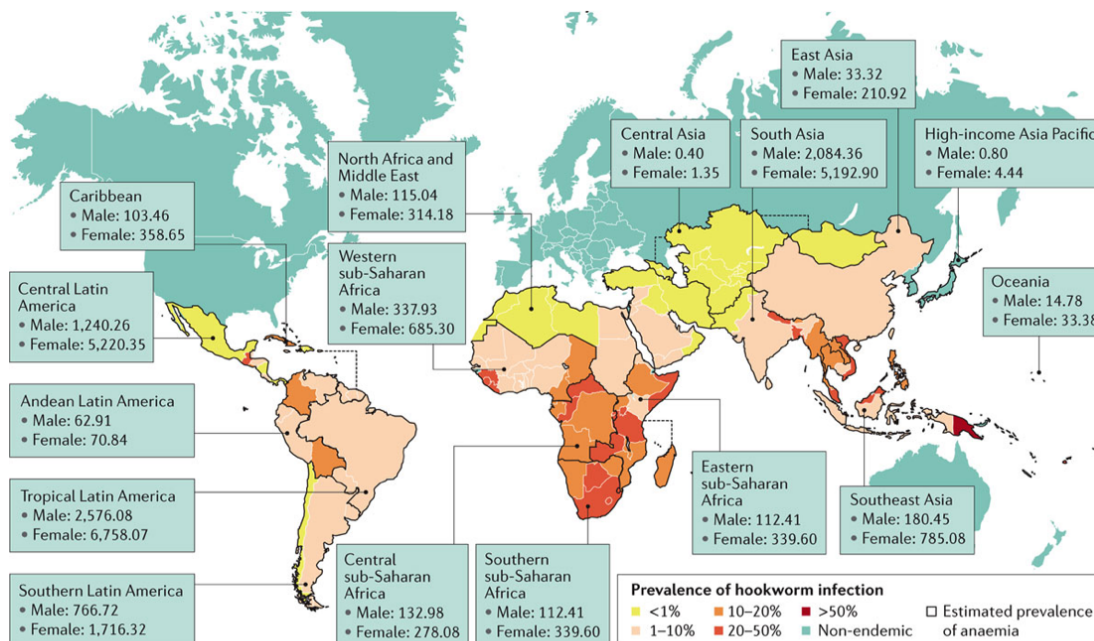 East Asia
• Male: 33.32
• Female: 210.92
Central Asia
• Male: 0.40
• Female: 1.35
South Asia
• Male: 2,084.36
• Female: 5,192.90
High-income Asia Pacific
• Male: 0.80
• Female: 4.44
North Africa and
Middle East
• Male: 115.04
• Female: 314.18
Caribbean
• Male: 103.46
• Female: 358.65
Western
sub-Saharan
Africa
• Male: 337.93
• Female: 685.30
Oceania
• Male: 14.78
• Female: 33.38
Central Latin
America
• Male: 1,240.26
• Female: 5,220.35
Andean Latin America
• Male: 62.91
• Female: 70.84
Tropical Latin America
• Male: 2,576.08
• Female: 6,758.07
Southern Latin America
• Male: 766.72
• Female: 1,716.32
Central
sub-Saharan
Africa
• Male: 132.98
• Female: 278.08
Southern
sub-Saharan
Africa
• Male: 112.41
• Female: 339.60
Eastern
sub-Saharan
Africa
• Male: 112.41
• Female: 339.60
Southeast Asia
• Male: 180.45
• Female: 785.08
Prevalence of hookworm infection
<1% 10–20% >50% Estimated prevalence
1–10% 20–50% Non-endemic of anaemia